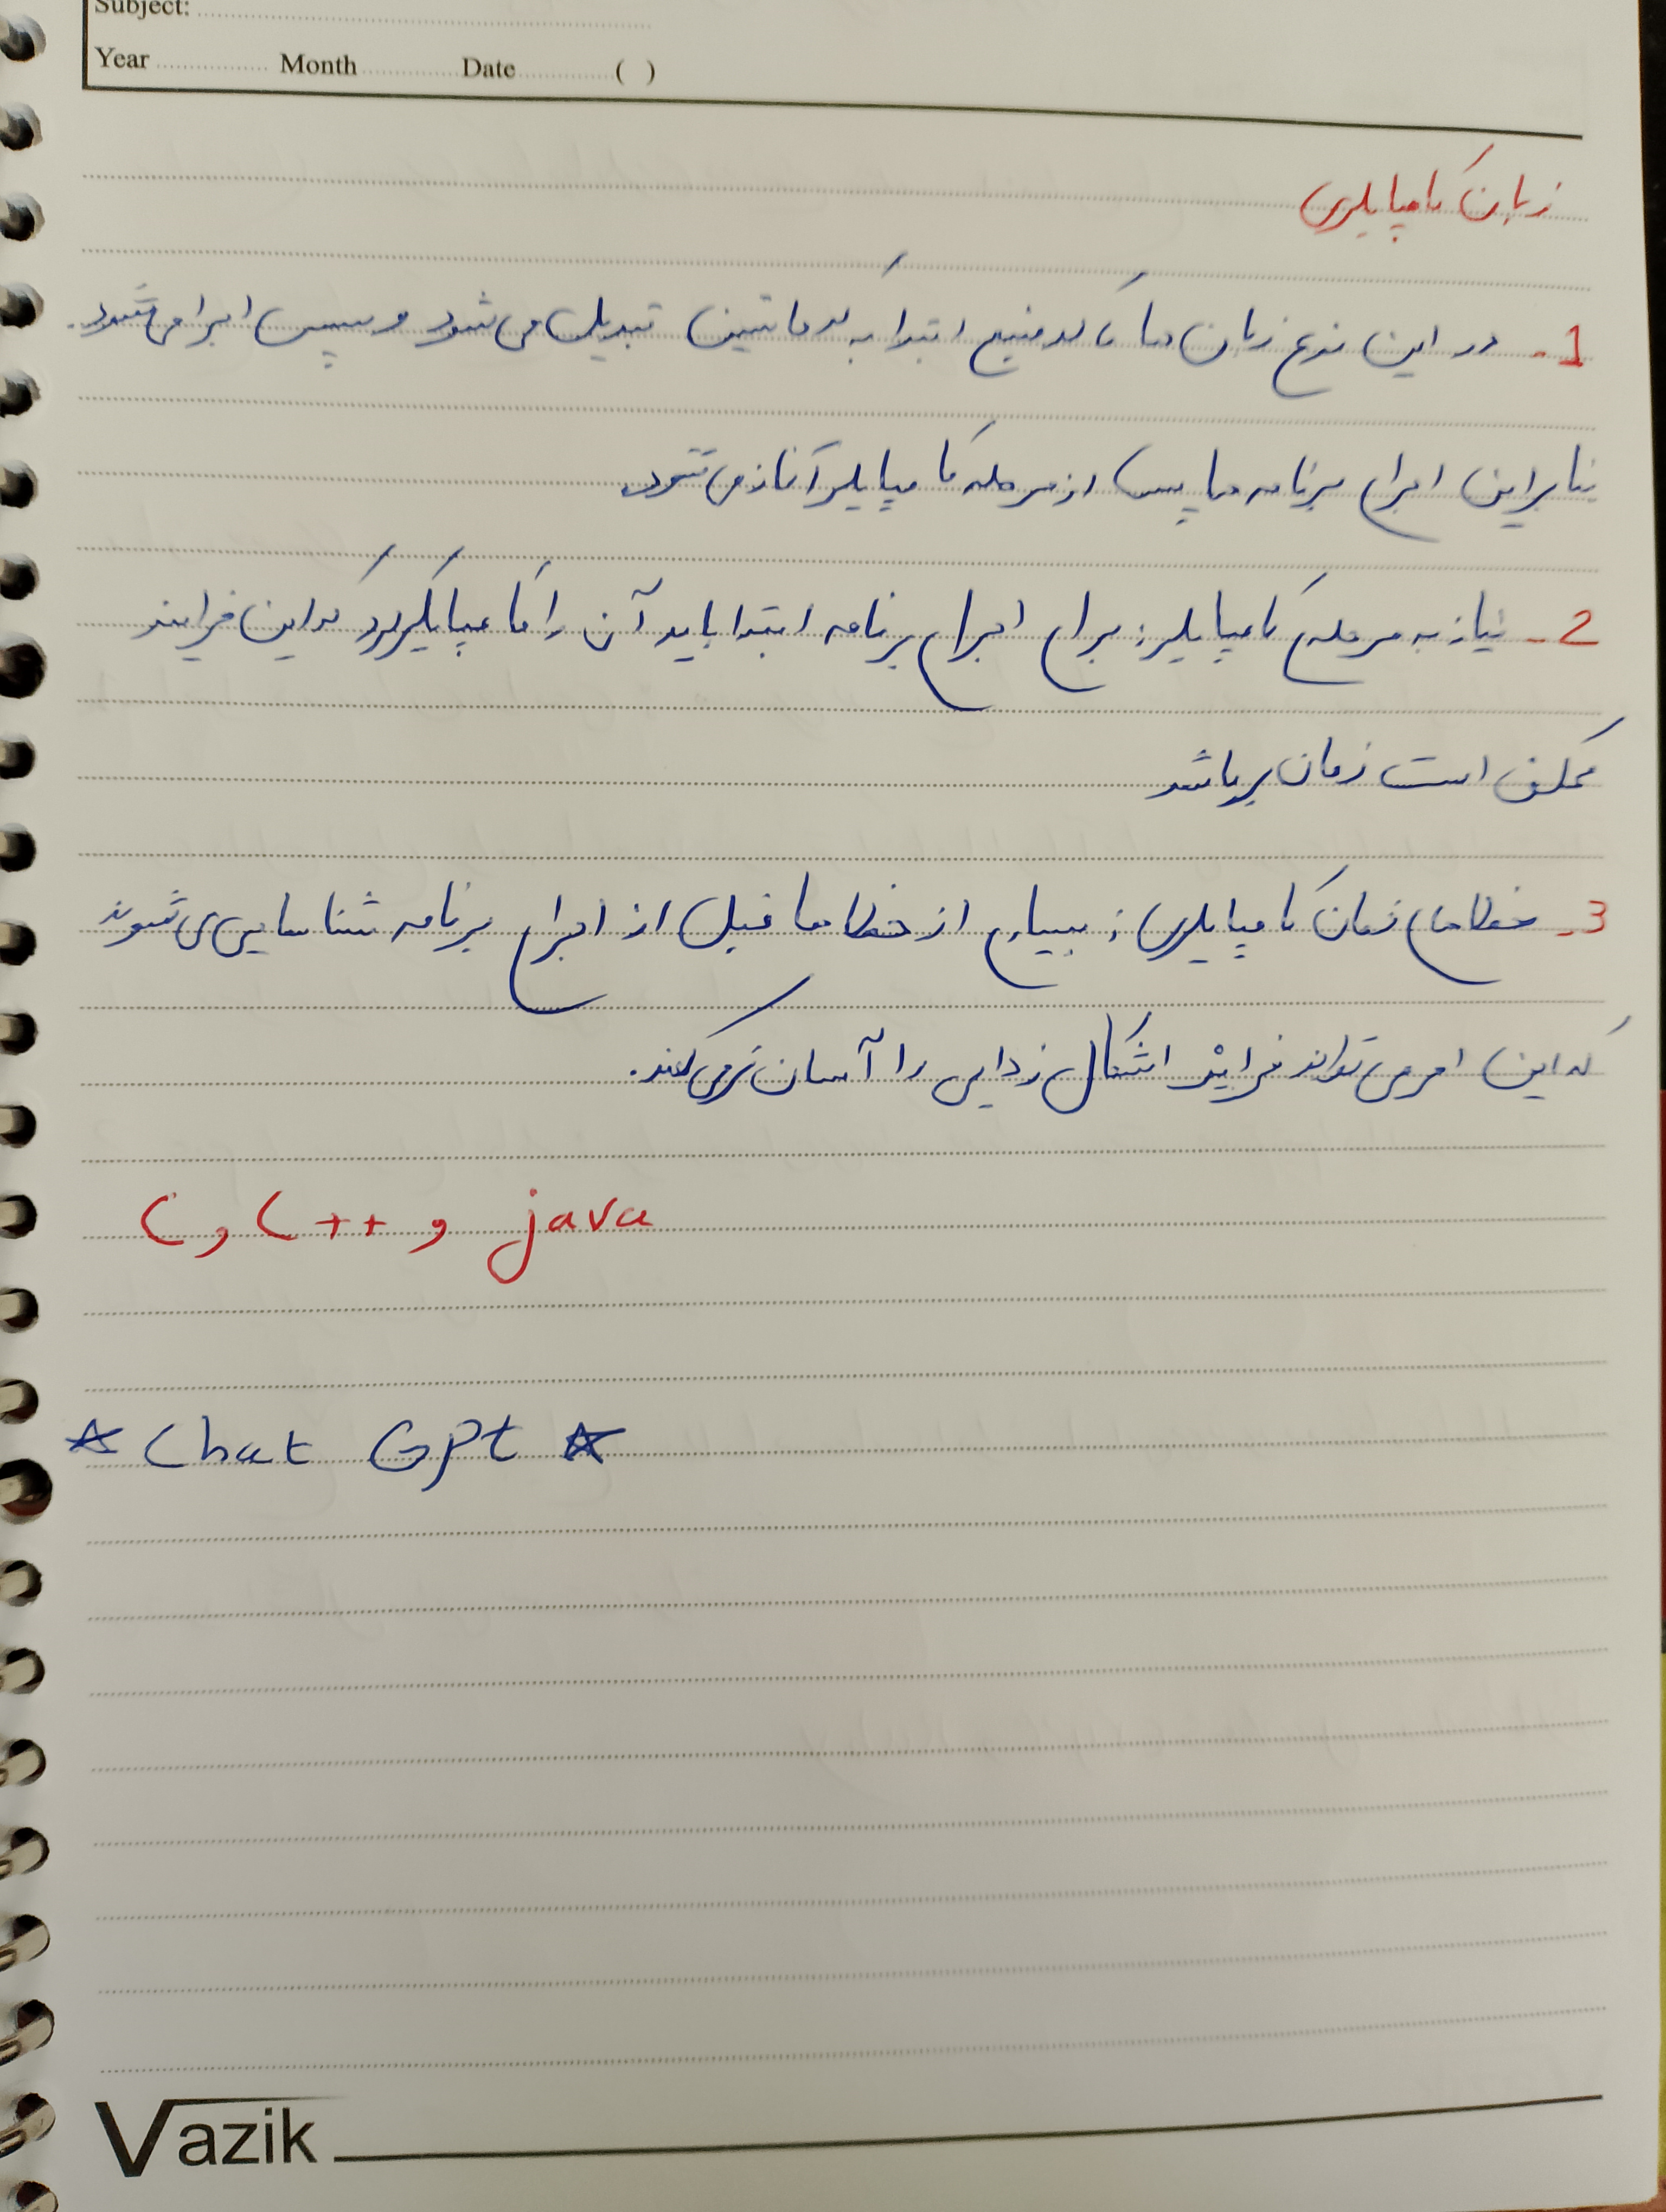 Subject:
Year Month Date ( )
زبان کامپایلری
1- در این نوع زبان ها کد منبع ابتدا به کد ماشین تبدیل می شود و سپس اجرا می شود.
بنابراین اجرای برنامه ها پس از مرحله کامپایلر آغاز می شود
2- نیاز به مرحله ی کامپایلر: برای اجرای برنامه ابتدا باید آن را کامپایلر کرد که این فرایند
ممکن است زمان بر باشد
3- خطاهای زمان کامپایلری: بسیاری از خطاها قبل از اجرای برنامه شناسایی می شوند
که این امر می تواند فرایند اشکال زدایی را آسان تر می کند.
C, C++, java
☆ Chat GPt ☆
Vazik